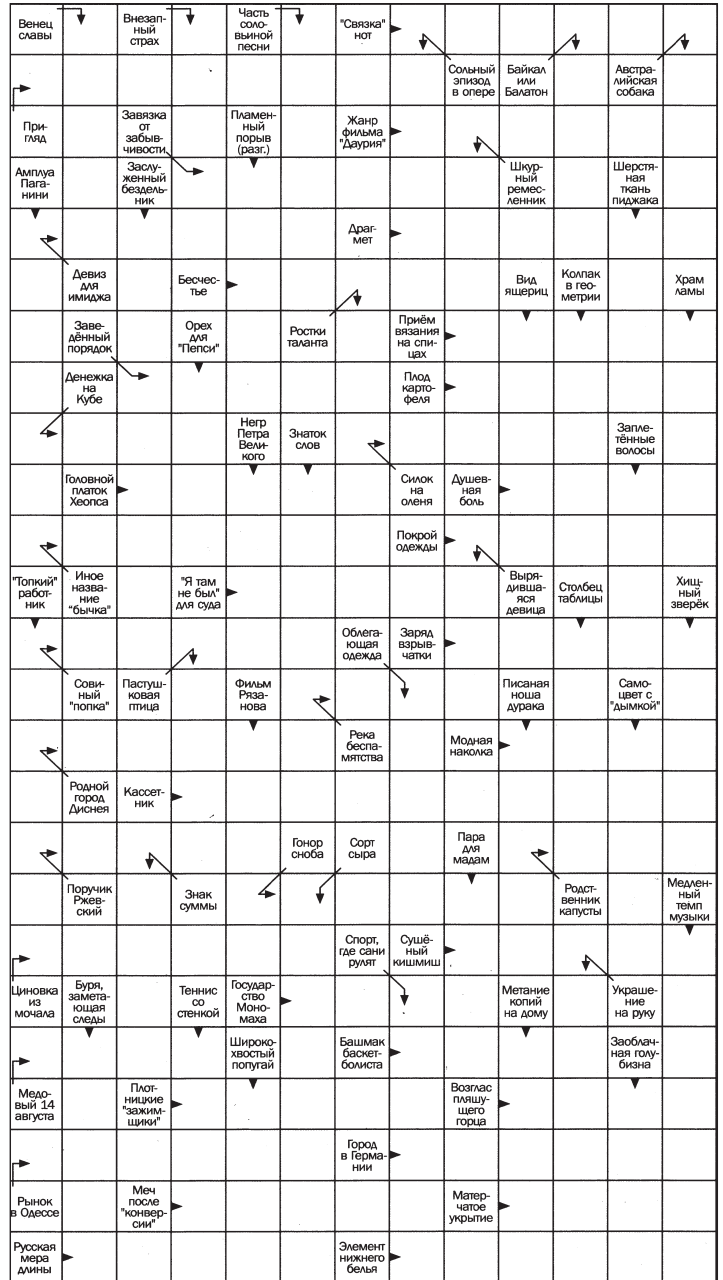 Венец
славы
Внезап-
ный
страх
Часть
соло-
вьиной
песни
"Связка"
нот
Сольный
эпизод
в опере
Байкал
или
Балатон
Австра-
лийская
собака
При-
гляд
Завязка
от
забыв-
чивости
Пламен-
ный
порыв
(разг.)
Жанр
фильма
"Даурия"
Амплуа
Пага-
нини
Заслу-
женный
бездель-
ник
Шкур-
ный
ремес-
ленник
Шерстя-
ная
ткань
пиджака
Драг-
мет
Девиз
для
имиджа
Бесчес-
тье
Вид
ящериц
Колпак
в гео-
метрии
Храм
ламы
Заве-
дённый
порядок
Орех
для
"Пепси"
Ростки
таланта
Приём
вязания
на спи-
цах
Денежка
на
Кубе
Плод
карто-
феля
Негр
Петра
Вели-
кого
Знаток
слов
Запле-
тённые
волосы
Головной
платок
Хеопса
Силок
на
оленя
Душев-
ная
боль
Покрой
одежды
"Топкий"
работ-
ник
Иное
назва-
ние
"бычка"
"Я там
не был"
для суда
Выря-
дивша-
яся
девица
Столбец
таблицы
Хищ-
ный
зверёк
Облега-
ющая
одежда
Заряд
взрыв-
чатки
Сови-
ный
"попка"
Пастуш-
ковая
птица
Фильм
Ряза-
нова
Писаная
ноша
дурака
Само-
цвет с
"дымкой"
Река
беспа-
мятства
Модная
наколка
Родной
город
Диснея
Кассет-
ник
Гонор
сноба
Сорт
сыра
Пара
для
мадам
Поручик
Ржев-
ский
Знак
суммы
Родст-
венник
капусты
Медлен-
ный
темп
музыки
Спорт,
где сани
рулят
Сушё-
ный
кишмиш
Циновка
из
мочала
Буря,
замета-
ющая
следы
Теннис
со
стенкой
Государ-
ство
Моно-
маха
Метание
копий
на дому
Украше-
ние
на руку
Широко-
хвостый
попугай
Башмак
баскет-
болиста
Заоблач-
ная голу-
бизна
Медо-
вый 14
августа
Плот-
ницкие
"зажим-
щики"
Возглас
пляшу-
щего
горца
Город
в Герма-
нии
Рынок
в Одессе
Меч
после
"конвер-
сии"
Матер-
чатое
укрытие
Русская
мера
длины
Элемент
нижнего
белья